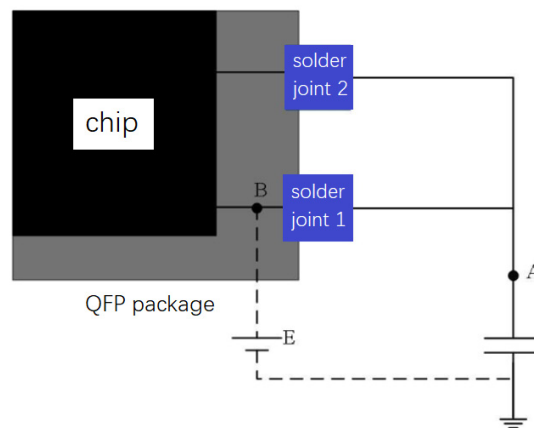 solder
joint 2
chip
B
solder
joint 1
A
QFP package
E